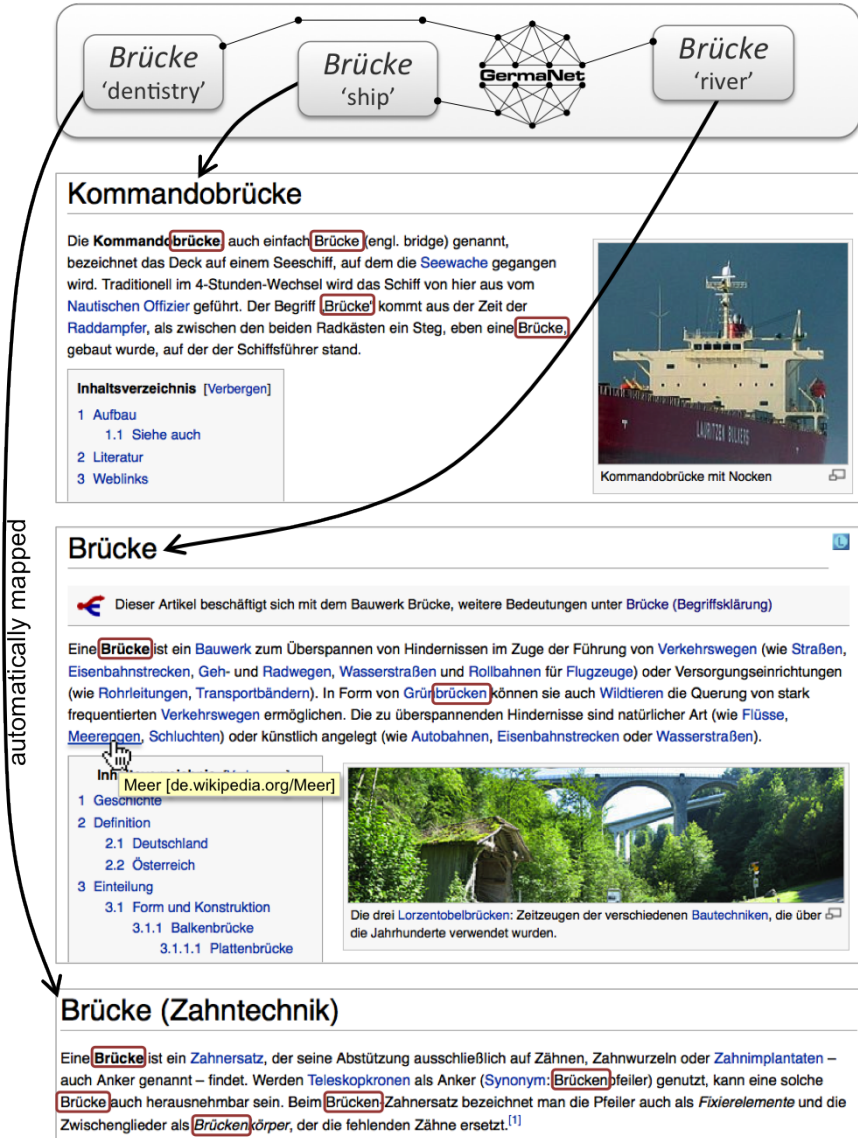 Brücke
'dentistry'
Brücke
'ship'
GermaNet
Brücke
'river'
automatically mapped
Kommandobrücke
Die Kommandobrücke, auch einfach Brücke (engl. bridge) genannt,
bezeichnet das Deck auf einem Seeschiff, auf dem die Seewache gegangen
wird. Traditionell im 4-Stunden-Wechsel wird das Schiff von hier aus vom
Nautischen Offizier geführt. Der Begriff „Brücke“ kommt aus der Zeit der
Raddampfer, als zwischen den beiden Radkästen ein Steg, eben eine Brücke,
gebaut wurde, auf der der Schiffsführer stand.
Inhaltsverzeichnis [Verbergen]
1 Aufbau
1.1 Siehe auch
2 Literatur
3 Weblinks
LAURITZEN BULKERS
Kommandobrücke mit Nocken
Brücke
L
Dieser Artikel beschäftigt sich mit dem Bauwerk Brücke, weitere Bedeutungen unter Brücke (Begriffsklärung)
Eine Brücke ist ein Bauwerk zum Überspannen von Hindernissen im Zuge der Führung von Verkehrswegen (wie Straßen,
Eisenbahnstrecken, Geh- und Radwegen, Wasserstraßen und Rollbahnen für Flugzeuge) oder Versorgungseinrichtungen
(wie Rohrleitungen, Transportbändern). In Form von Grünbrücken können sie auch Wildtieren die Querung von stark
frequentierten Verkehrswegen ermöglichen. Die zu überspannenden Hindernisse sind natürlicher Art (wie Flüsse,
Meerengen, Schluchten) oder künstlich angelegt (wie Autobahnen, Eisenbahnstrecken oder Wasserstraßen).
Meer [de.wikipedia.org/Meer]
1 Geschichte
2 Definition
2.1 Deutschland
2.2 Österreich
3 Einteilung
3.1 Form und Konstruktion
3.1.1 Balkenbrücke
3.1.1.1 Plattenbrücke
Die drei Lorzentobelbrücken: Zeitzeugen der verschiedenen Bautechniken, die über
die Jahrhunderte verwendet wurden.
Brücke (Zahntechnik)
Eine Brücke ist ein Zahnersatz, der seine Abstützung ausschließlich auf Zähnen, Zahnwurzeln oder Zahnimplantaten –
auch Anker genannt – findet. Werden Teleskopkronen als Anker (Synonym: Brückenpfeiler) genutzt, kann eine solche
Brücke auch herausnehmbar sein. Beim Brücken-Zahnersatz bezeichnet man die Pfeiler auch als Fixierelemente und die
Zwischenglieder als Brückenkörper, der die fehlenden Zähne ersetzt.[1]